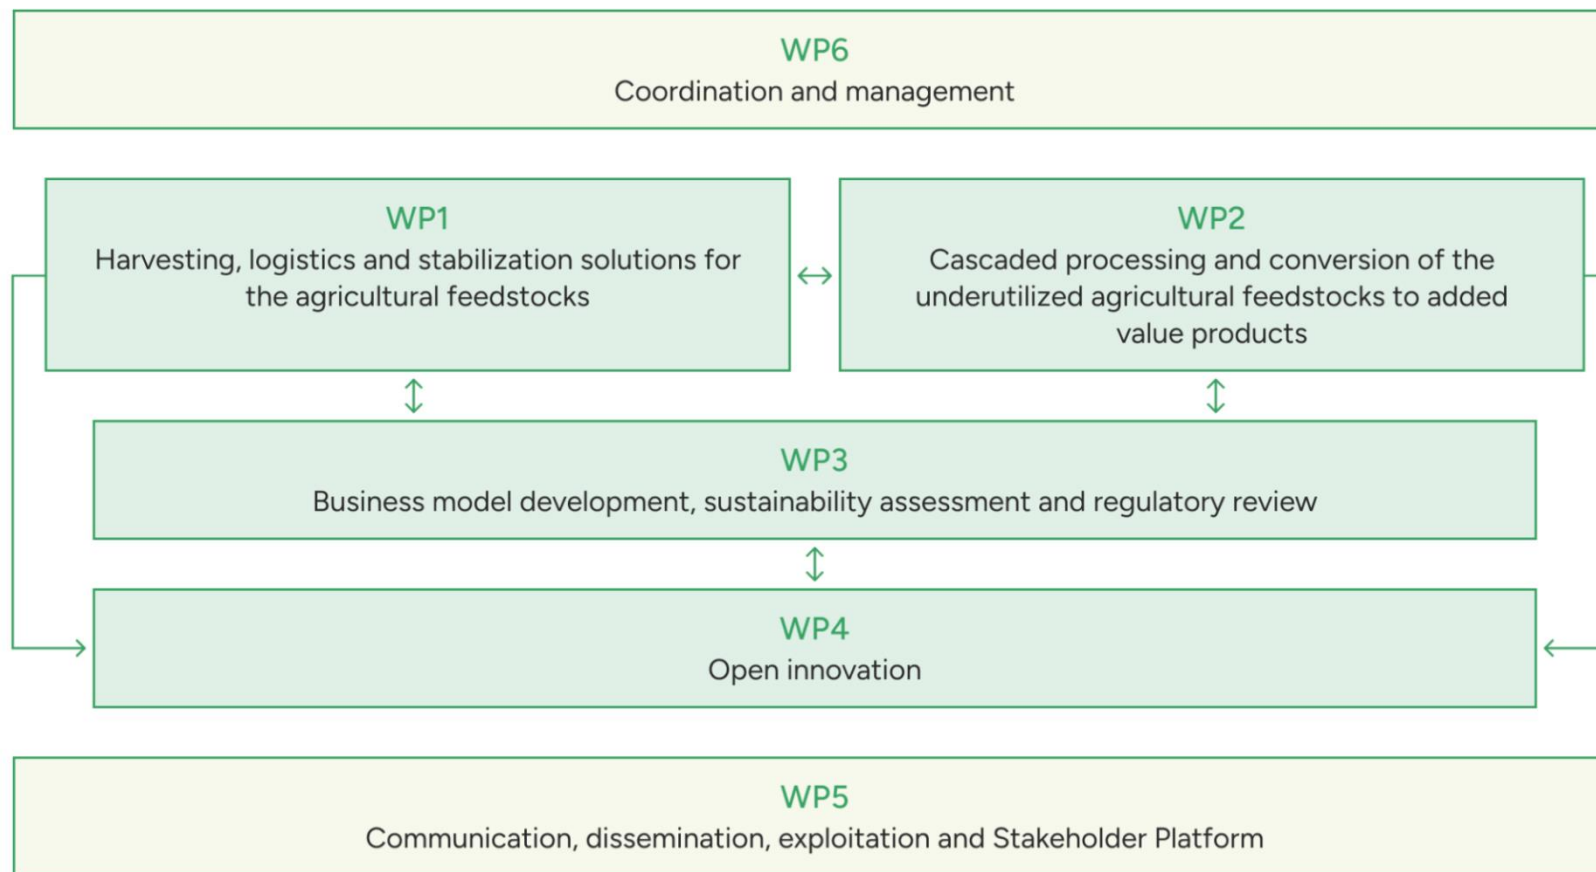 WP6
Coordination and management
WP1
Harvesting, logistics and stabilization solutions for
the agricultural feedstocks
WP2
Cascaded processing and conversion of the
underutilized agricultural feedstocks to added
value products
WP3
Business model development, sustainability assessment and regulatory review
WP4
Open innovation
WP5
Communication, dissemination, exploitation and Stakeholder Platform